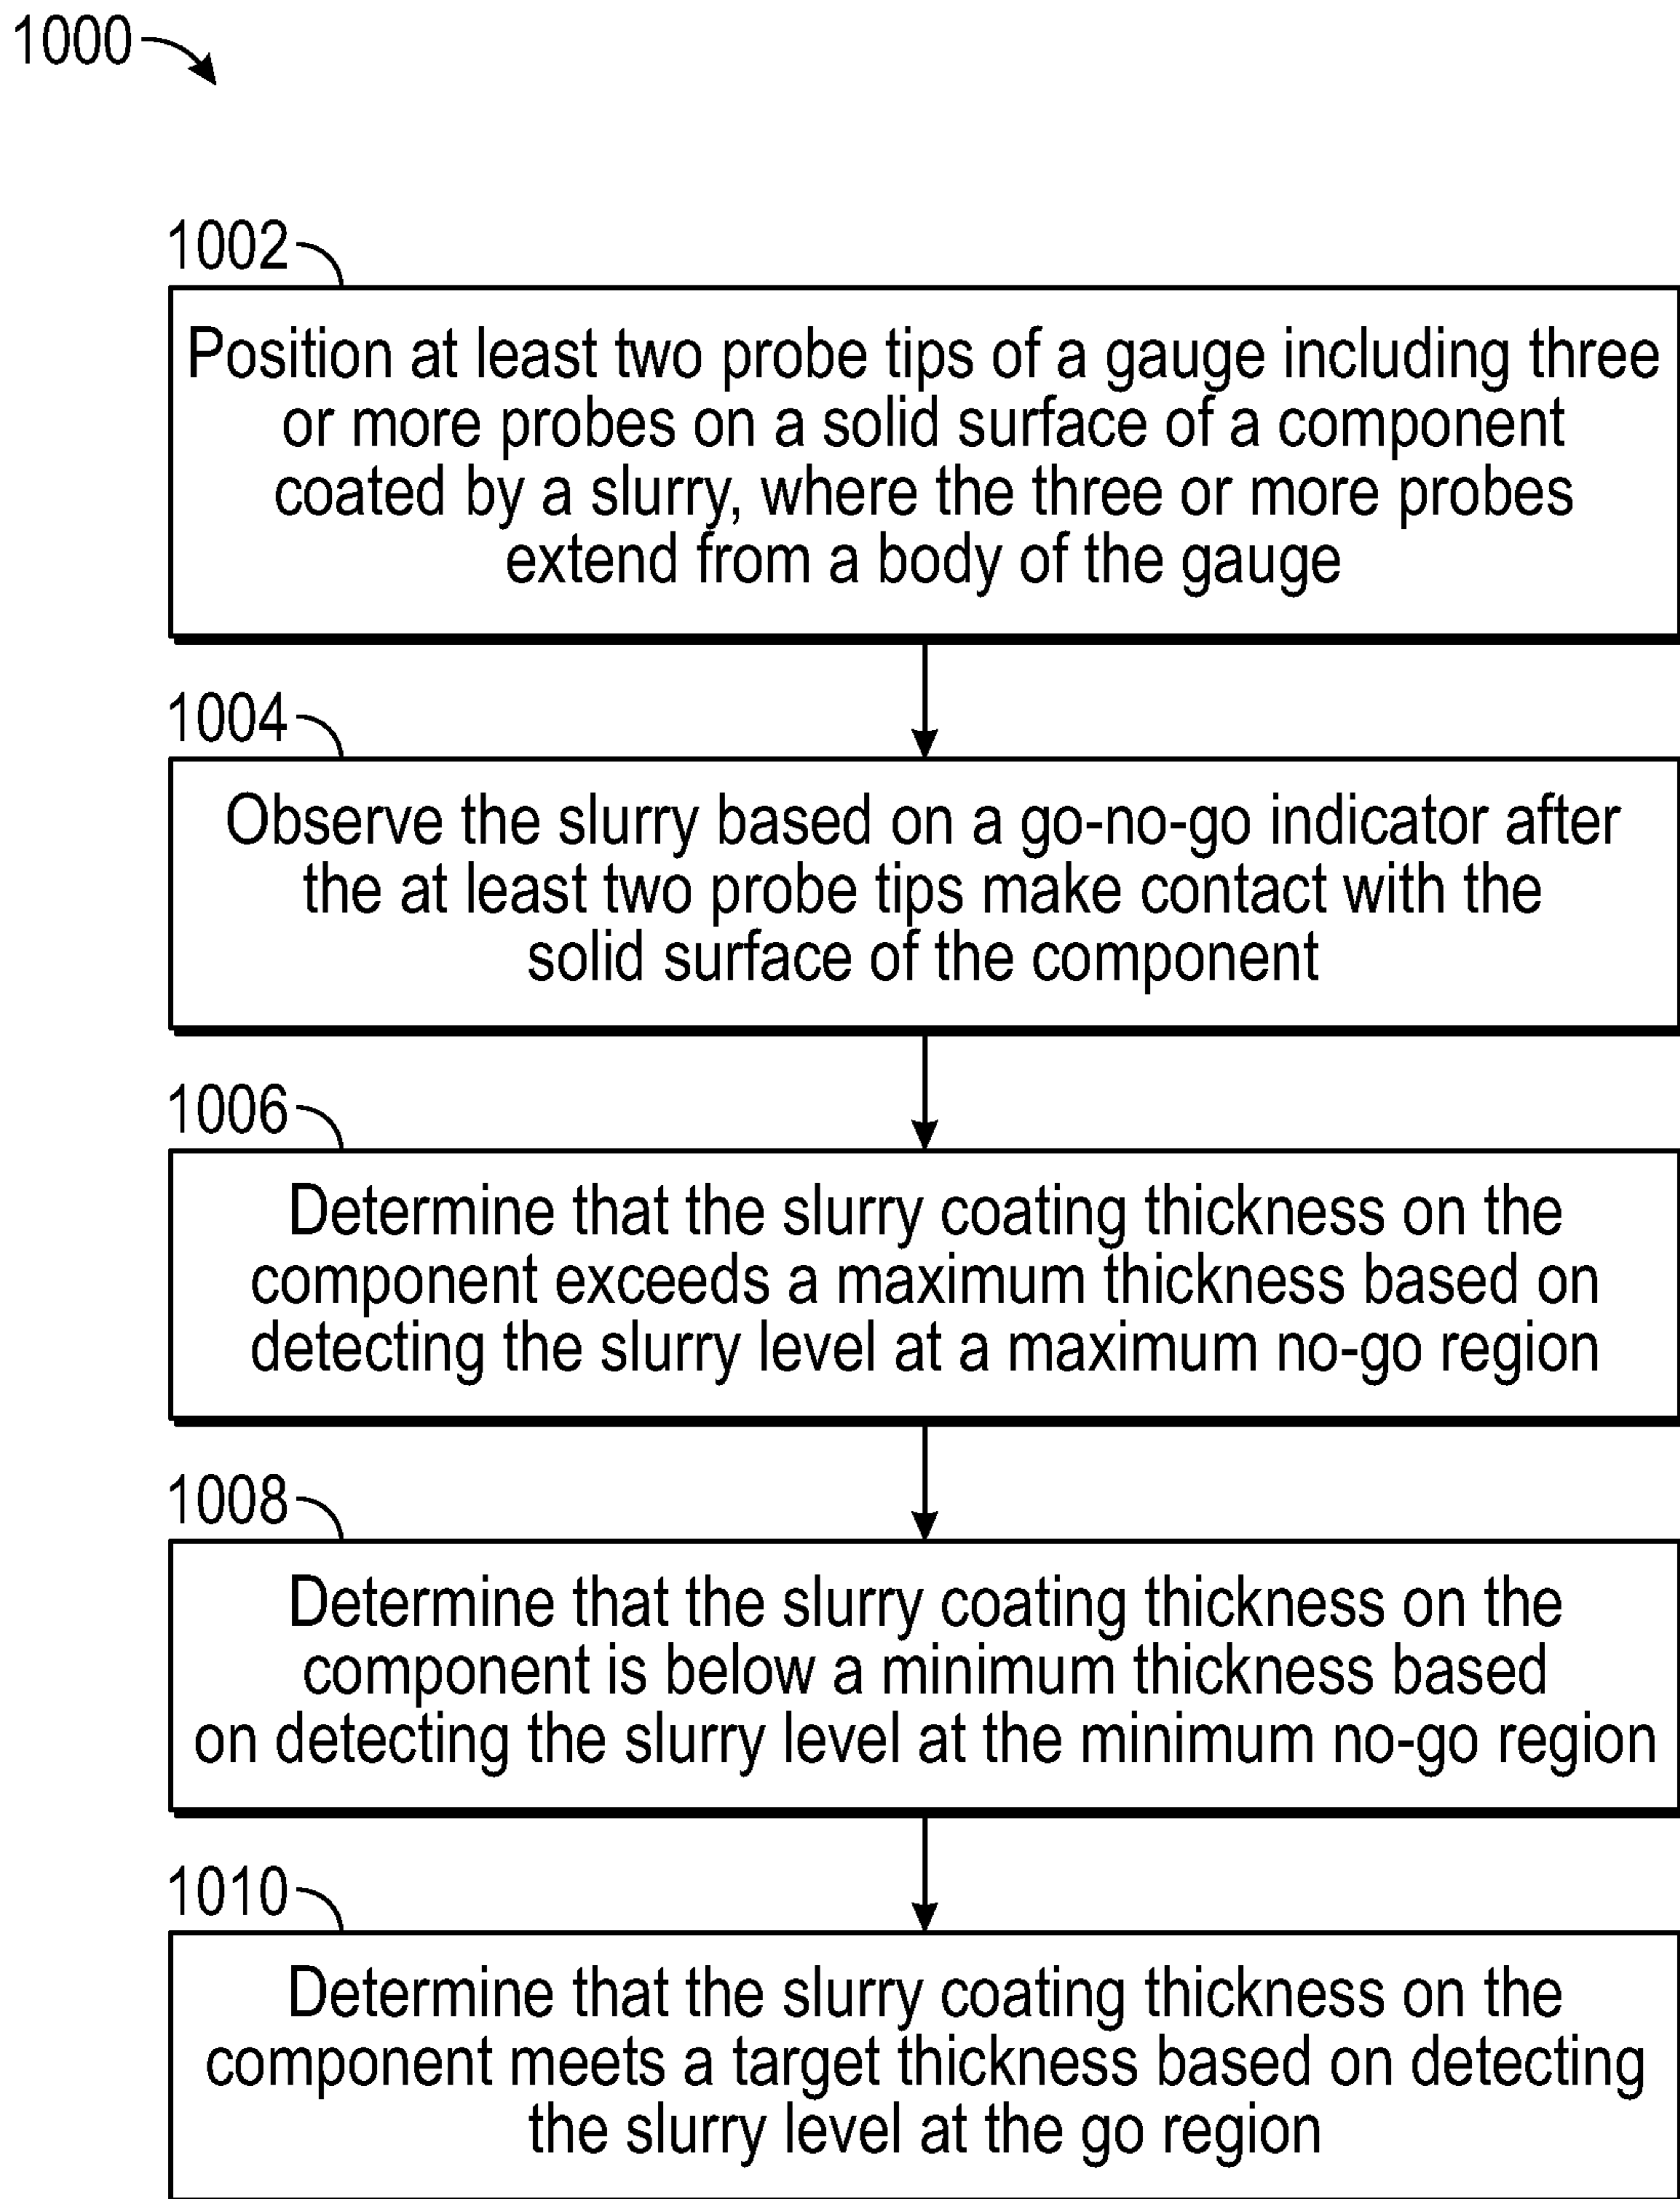 1000
1002
Position at least two probe tips of a gauge including three
or more probes on a solid surface of a component
coated by a slurry, where the three or more probes
extend from a body of the gauge
1004
Observe the slurry based on a go-no-go indicator after
the at least two probe tips make contact with the
solid surface of the component
1006
Determine that the slurry coating thickness on the
component exceeds a maximum thickness based on
detecting the slurry level at a maximum no-go region
1008
Determine that the slurry coating thickness on the
component is below a minimum thickness based
on detecting the slurry level at the minimum no-go region
1010
Determine that the slurry coating thickness on the
component meets a target thickness based on detecting
the slurry level at the go region